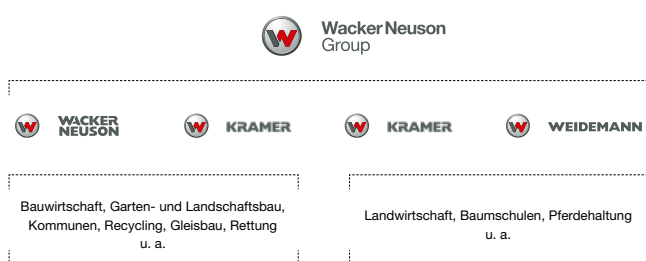 Wacker Neuson
Group
WACKER
NEUSON
KRAMER
KRAMER
WEIDEMANN
Bauwirtschaft, Garten- und Landschaftsbau,
Kommunen, Recycling, Gleisbau, Rettung
u. a.
Landwirtschaft, Baumschulen, Pferdehaltung
u. a.